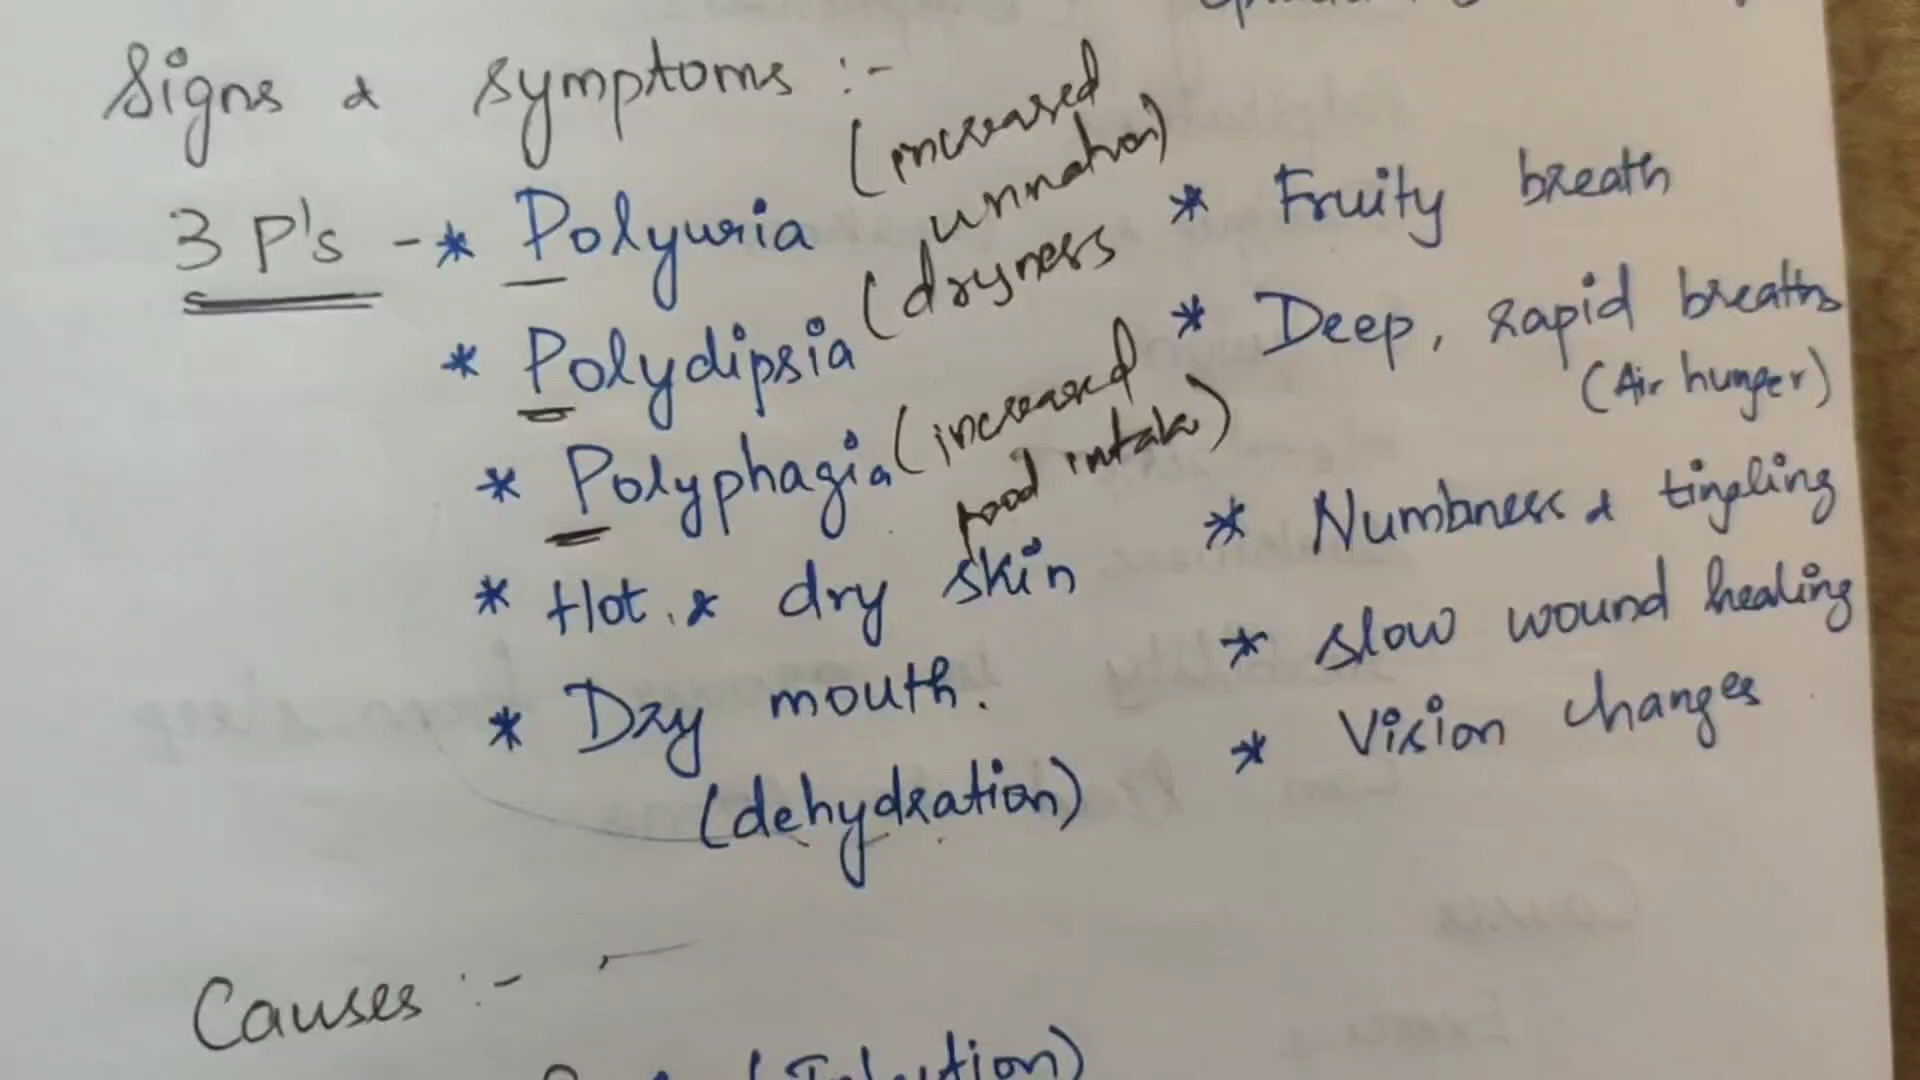 Signs & symptoms :-
3 P's - * Polyuria (increased
urination)
* Polydipsia (dryness
* Polyphagia (increased
food intake)
* Hot & dry skin
* Dry mouth.
(dehydration)
* Fruity breath
* Deep, rapid breaths
(Air hunger)
* Numbness & tingling
* slow wound healing
* Vision changes
Causes :-